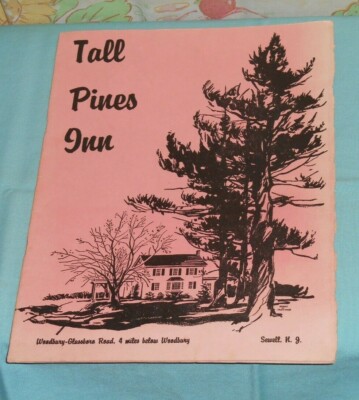 Tall
Pines
Inn
Woodbury-Glassboro Road, 4 miles below Woodbury
Sewell, N. J.